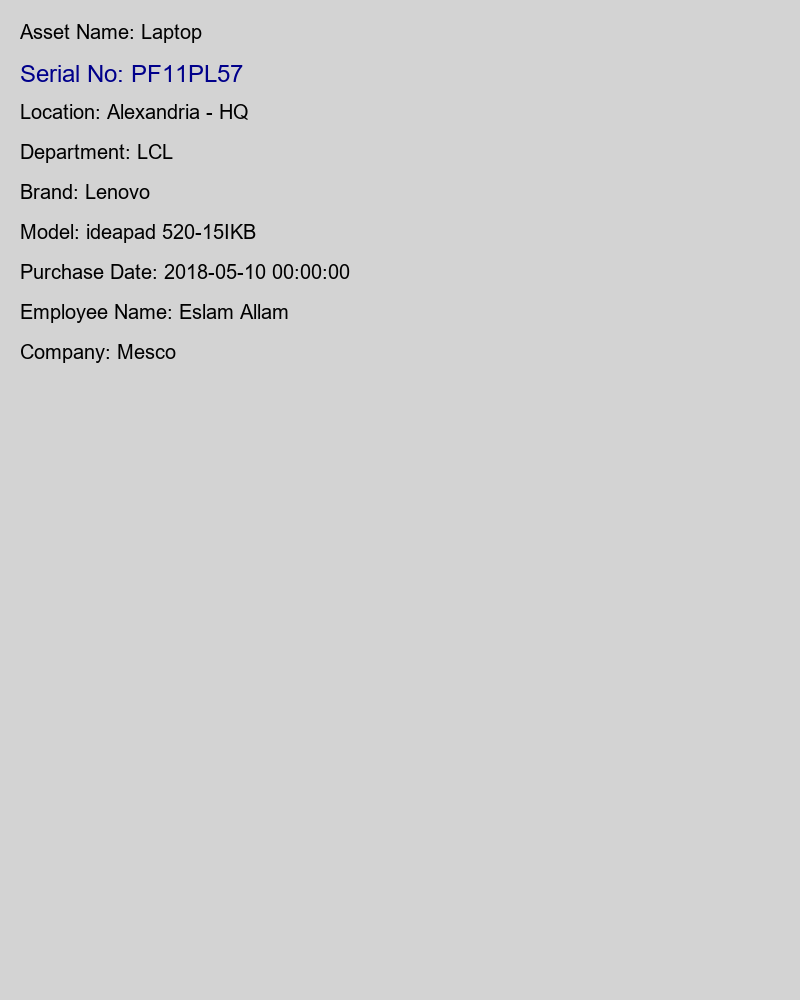 Asset Name: Laptop
Serial No: PF11PL57
Location: Alexandria - HQ
Department: LCL
Brand: Lenovo
Model: ideapad 520-15IKB
Purchase Date: 2018-05-10 00:00:00
Employee Name: Eslam Allam
Company: Mesco